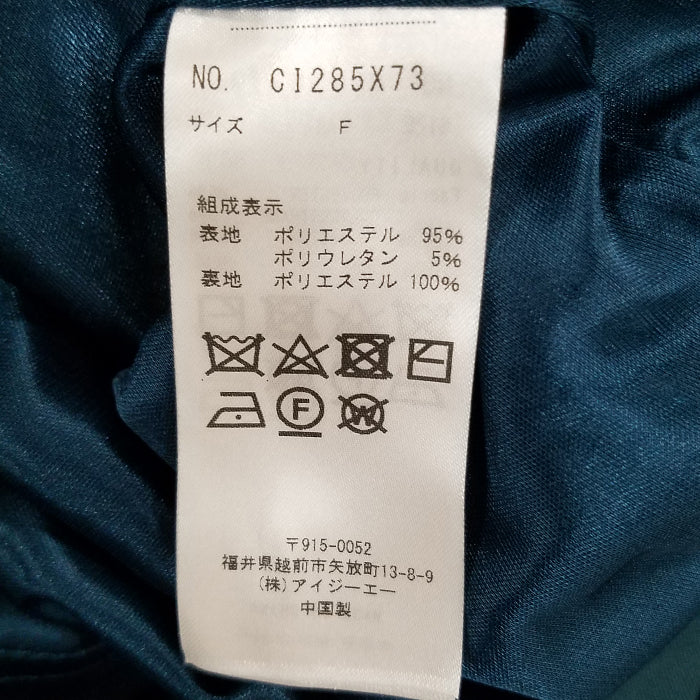 NO. CI285X73
サイズ F
組成表示
表地 ポリエステル 95%
ポリウレタン 5%
裏地 ポリエステル 100%
F
W
〒915-0052
福井県越前市矢放町13-8-9
(株)アイジーエー
中国製